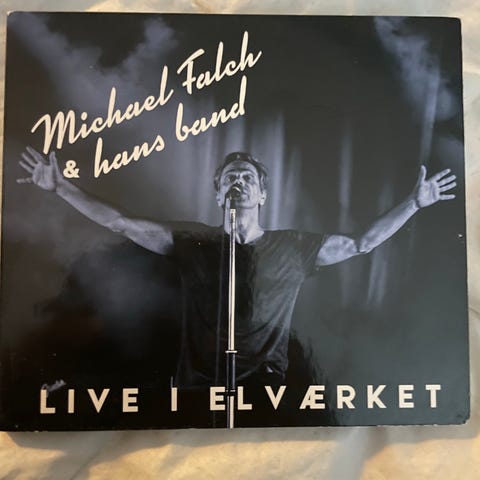 Michael Falch
& hans band
LIVE I ELVÆRKET